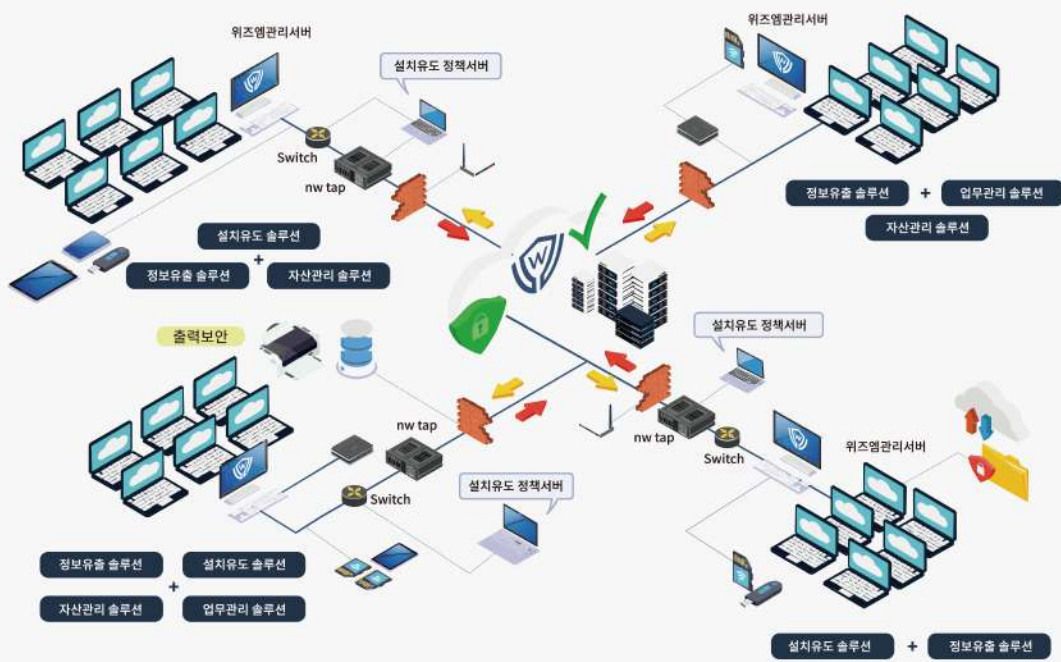 위즈엠관리서버
설치유도 정책서버
Switch
nw tap
설치유도 솔루션
+
정보유출 솔루션
자산관리 솔루션
위즈엠관리서버
정보유출 솔루션 + 업무관리 솔루션
자산관리 솔루션
W
출력보안
nw tap
Switch
설치유도 정책서버
정보유출 솔루션
설치유도 솔루션
+
자산관리 솔루션
업무관리 솔루션
설치유도 정책서버
nw tap
Switch
위즈엠관리서버
설치유도 솔루션 + 정보유출 솔루션